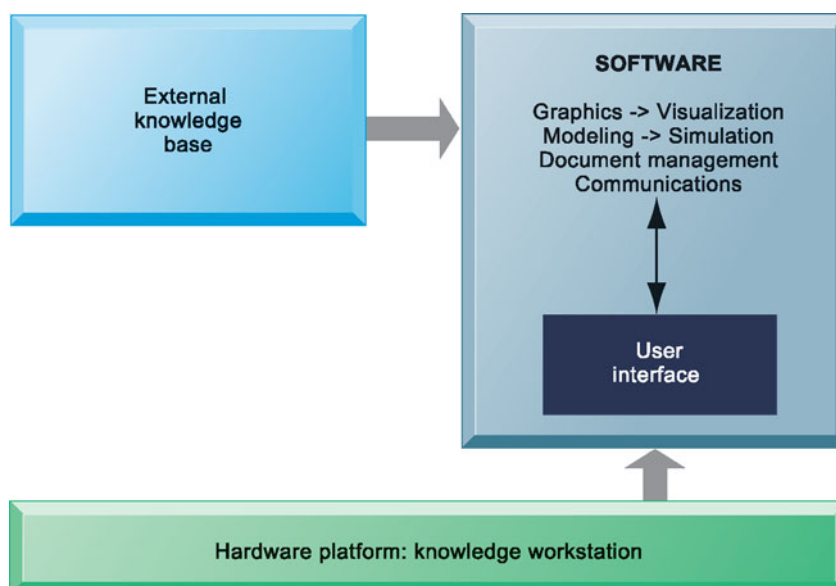 External
knowledge
base
SOFTWARE
Graphics -> Visualization
Modeling -> Simulation
Document management
Communications
User
interface
Hardware platform: knowledge workstation